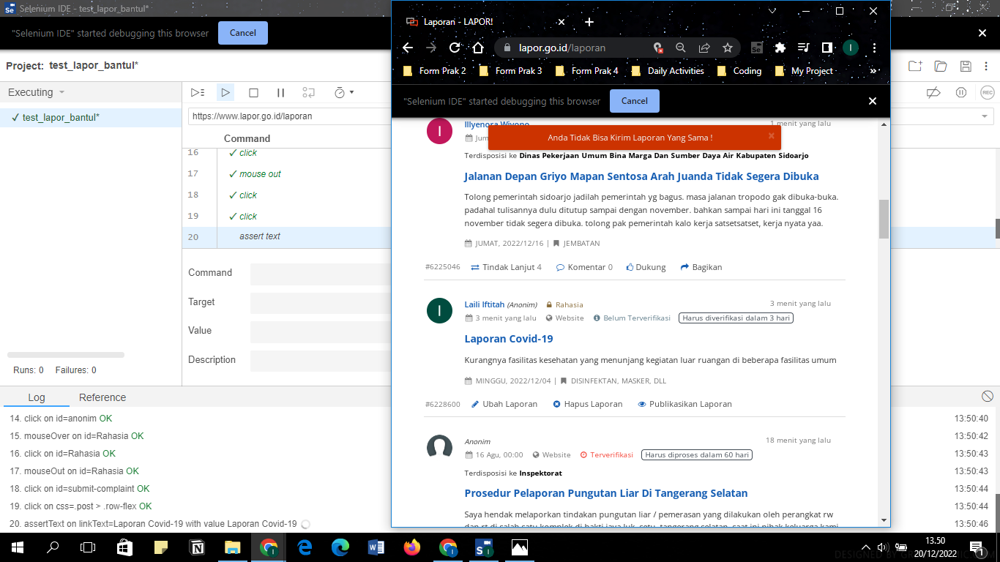 Selenium IDE - test_lapor_bantul*
"Selenium IDE" started debugging this browser
Cancel
Project: test_lapor_bantul*
Executing
✓ test_lapor_bantul*
https://www.lapor.go.id/laporan
Command
16 ✓ click
17 ✓ mouse out
18 ✓ click
19 ✓ click
20 assert text
Command
Target
Value
Description
Runs: 0 Failures: 0
REC
Log Reference
14. click on id=anonim OK 13:50:40
15. mouseOver on id=Rahasia OK 13:50:42
16. click on id=Rahasia OK 13:50:43
17. mouseOut on id=Rahasia OK 13:50:43
18. click on id=submit-complaint OK 13:50:44
19. click on css=.post > .row-flex OK 13:50:44
20. assertText on linkText=Laporan Covid-19 with value Laporan Covid-19 13:50:46
Laporan - LAPOR!
lapor.go.id/laporan
Form Prak 2 Form Prak 3 Form Prak 4 Daily Activities Coding My Project »
"Selenium IDE" started debugging this browser
Cancel
Illyenora Wiyono 1 menit yang lalu
Jum
Anda Tidak Bisa Kirim Laporan Yang Sama !
Terdisposisi ke Dinas Pekerjaan Umum Bina Marga Dan Sumber Daya Air Kabupaten Sidoarjo
Jalanan Depan Griyo Mapan Sentosa Arah Juanda Tidak Segera Dibuka
Tolong pemerintah sidoarjo jadilah pemerintah yg bagus. masa jalanan tropodo gak dibuka-buka.
padahal tulisannya dulu ditutup sampai dengan november. bahkan sampai hari ini tanggal 16
november tidak segera dibuka. tolong pak pemerintah kalo kerja satsetsatset, kerja nyata yaa.
JUMAT, 2022/12/16 | JEMBATAN
#6225046 Tindak Lanjut 4 Komentar 0 Dukung Bagikan
I
Laili Iftitah (Anonim) Rahasia 3 menit yang lalu
3 menit yang lalu Website Belum Terverifikasi Harus diverifikasi dalam 3 hari
Laporan Covid-19
Kurangnya fasilitas kesehatan yang menunjang kegiatan luar ruangan di beberapa fasilitas umum
MINGGU, 2022/12/04 | DISINFEKTAN, MASKER, DLL
#6228600 Ubah Laporan Hapus Laporan Publikasikan Laporan
Anonim 18 menit yang lalu
16 Agu, 00:00 Website Terverifikasi Harus diproses dalam 60 hari
Terdisposisi ke Inspektorat
Prosedur Pelaporan Pungutan Liar Di Tangerang Selatan
Saya hendak melaporkan tindakan pungutan liar / pemerasan yang dilakukan oleh perangkat rw
dan rt di salah satu komplek di bakti jaya luk, setu, tangerang selatan. saat ini pihak keluarga kami
13.50
20/12/2022